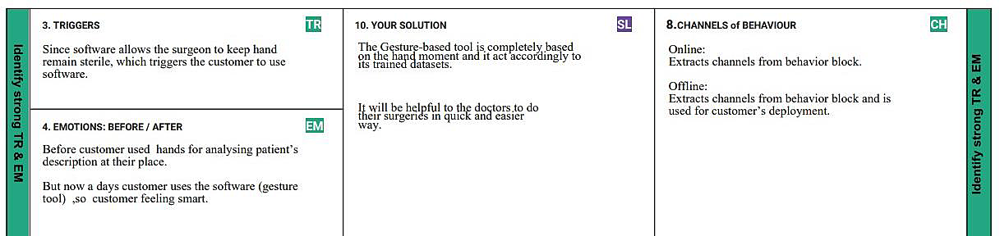 Identify strong TR & EM
3. TRIGGERS
TR
Since software allows the surgeon to keep hand
remain sterile, which triggers the customer to use
software.
4. EMOTIONS: BEFORE / AFTER
EM
Before customer used hands for analysing patient's
description at their place.
But now a days customer uses the software (gesture
tool) ,so customer feeling smart.
10. YOUR SOLUTION
SL
The Gesture-based tool is completely based
on the hand moment and it act accordingly to
its trained datasets.
It will be helpful to the doctors to do
their surgeries in quick and easier
way.
8.CHANNELS of BEHAVIOUR
CH
Online:
Extracts channels from behavior block.
Offline:
Extracts channels from behavior block and is
used for customer's deployment.
Identify strong TR & EM